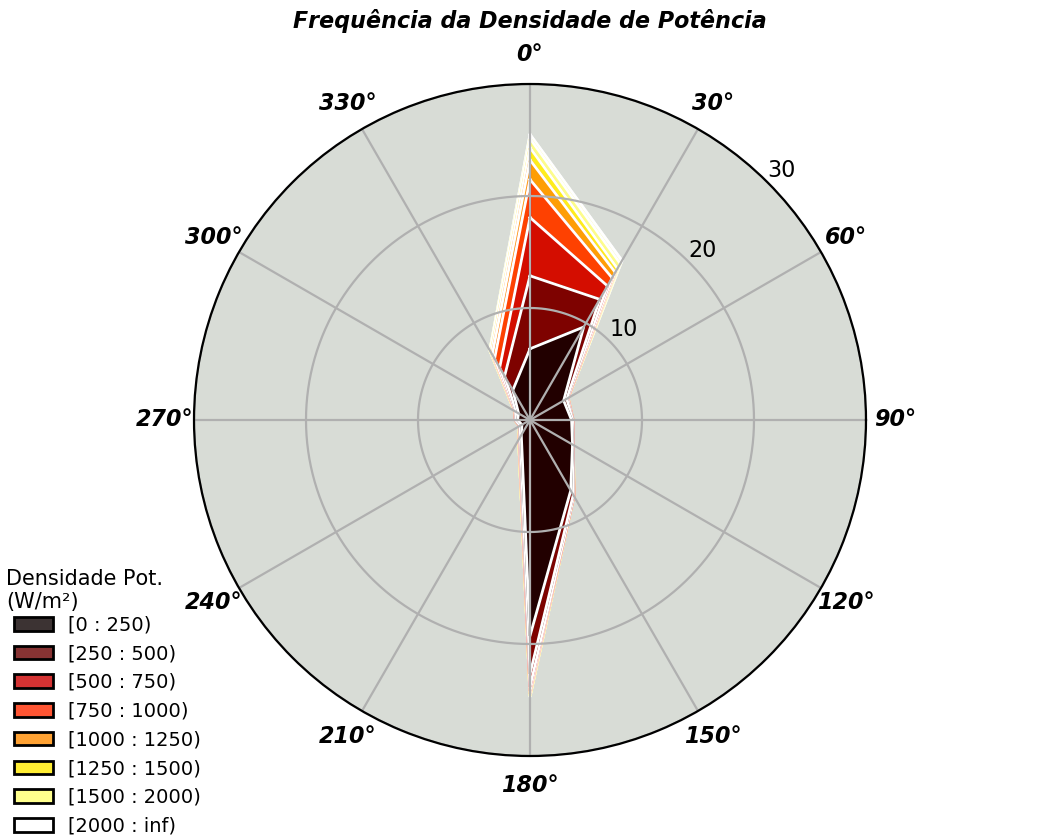 Frequência da Densidade de Potência
0°
330°
30°
30
300°
60°
20
10
270°
90°
Densidade Pot.
(W/m²)
240°
120°
[0 : 250)
[250 : 500)
[500 : 750)
[750 : 1000)
[1000 : 1250)
[1250 : 1500)
[1500 : 2000)
[2000 : inf)
210°
150°
180°